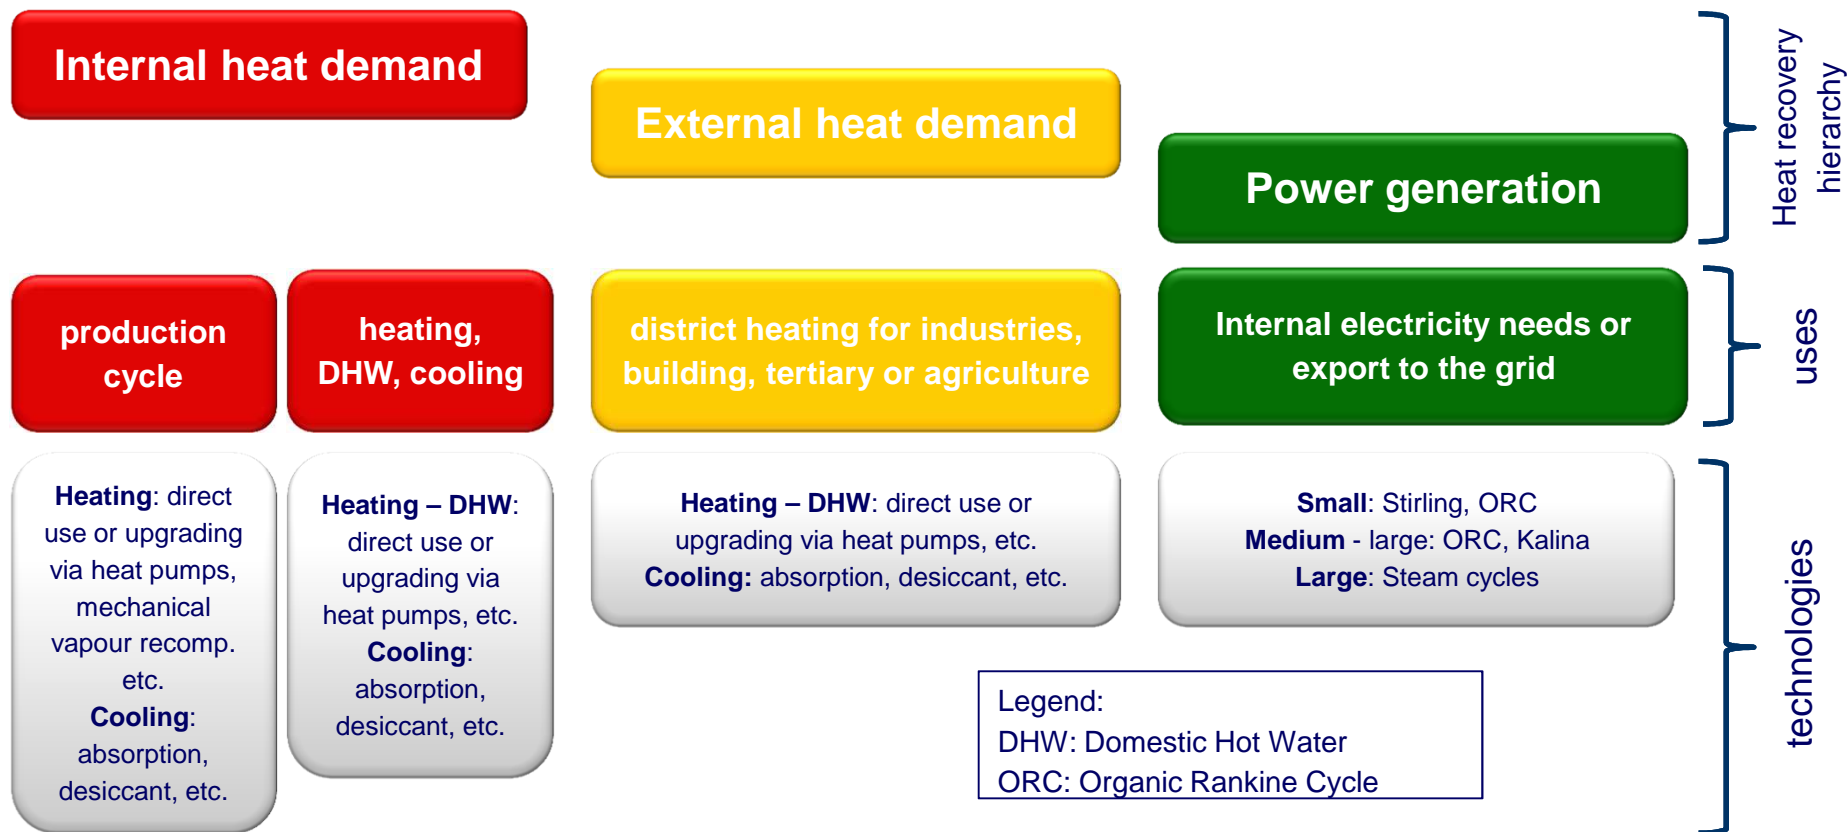 Internal heat demand
External heat demand
Power generation
Heat recovery
hierarchy
production
cycle
heating,
DHW, cooling
district heating for industries,
building, tertiary or agriculture
Internal electricity needs or
export to the grid
uses
Heating: direct
use or upgrading
via heat pumps,
mechanical
vapour recomp.
etc.
Cooling:
absorption,
desiccant, etc.
Heating – DHW:
direct use or
upgrading via
heat pumps, etc.
Cooling:
absorption,
desiccant, etc.
Heating – DHW: direct use or
upgrading via heat pumps, etc.
Cooling: absorption, desiccant, etc.
Small: Stirling, ORC
Medium - large: ORC, Kalina
Large: Steam cycles
technologies
Legend:
DHW: Domestic Hot Water
ORC: Organic Rankine Cycle